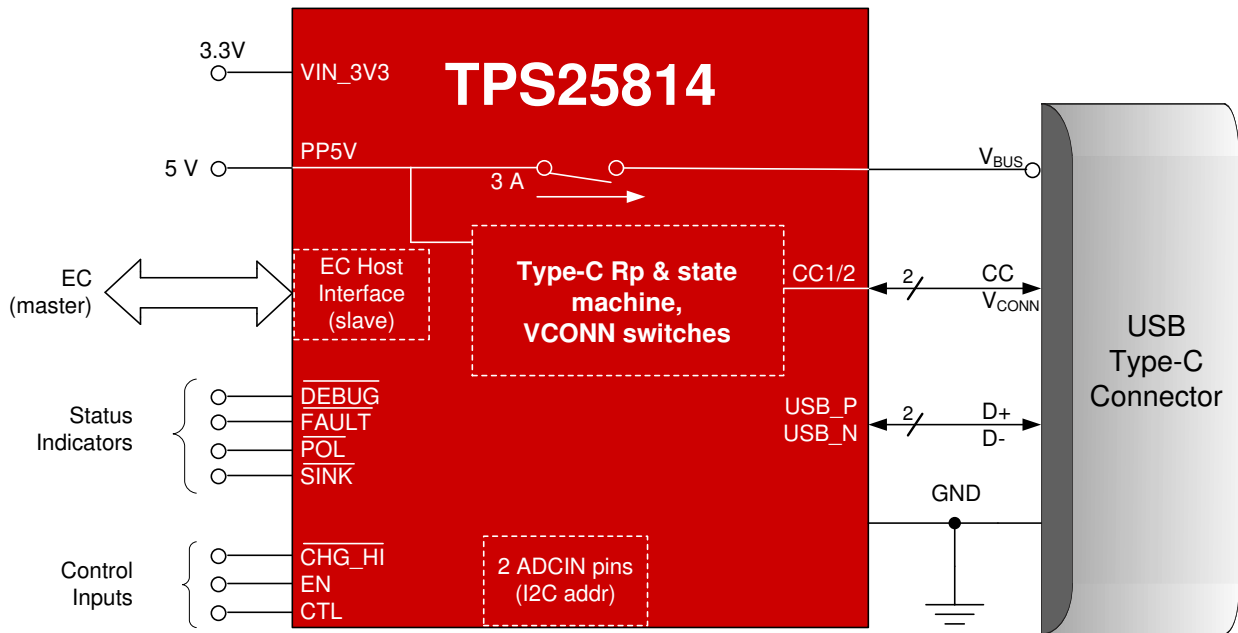 TPS25814
3.3V
VIN_3V3
5 V
PP5V
3 A
VBUS
EC
(master)
EC Host
Interface
(slave)
Type-C Rp & state
machine,
VCONN switches
CC1/2
2
CC
VCONN
USB
Type-C
Connector
Status
Indicators
DEBUG
FAULT
POL
SINK
USB_P
USB_N
2
D+
D-
GND
Control
Inputs
CHG_HI
EN
CTL
2 ADCIN pins
(I2C addr)